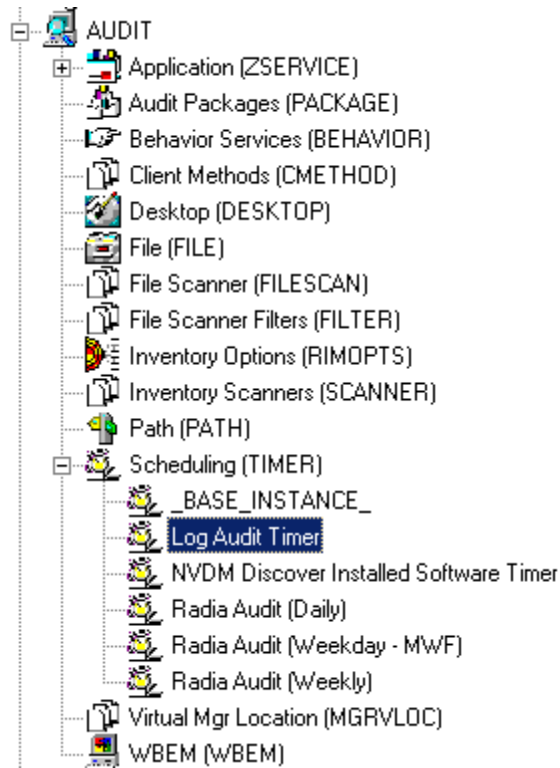 AUDIT
Application (ZSERVICE)
Audit Packages (PACKAGE)
Behavior Services (BEHAVIOR)
Client Methods (CMETHOD)
Desktop (DESKTOP)
File (FILE)
File Scanner (FILESCAN)
File Scanner Filters (FILTER)
Inventory Options (RIMOPTS)
Inventory Scanners (SCANNER)
Path (PATH)
Scheduling (TIMER)
_BASE_INSTANCE_
Log Audit Timer
NVDM Discover Installed Software Timer
Radia Audit (Daily)
Radia Audit (Weekday - MWF)
Radia Audit (Weekly)
Virtual Mgr Location (MGRVLOC)
WBEM (WBEM)